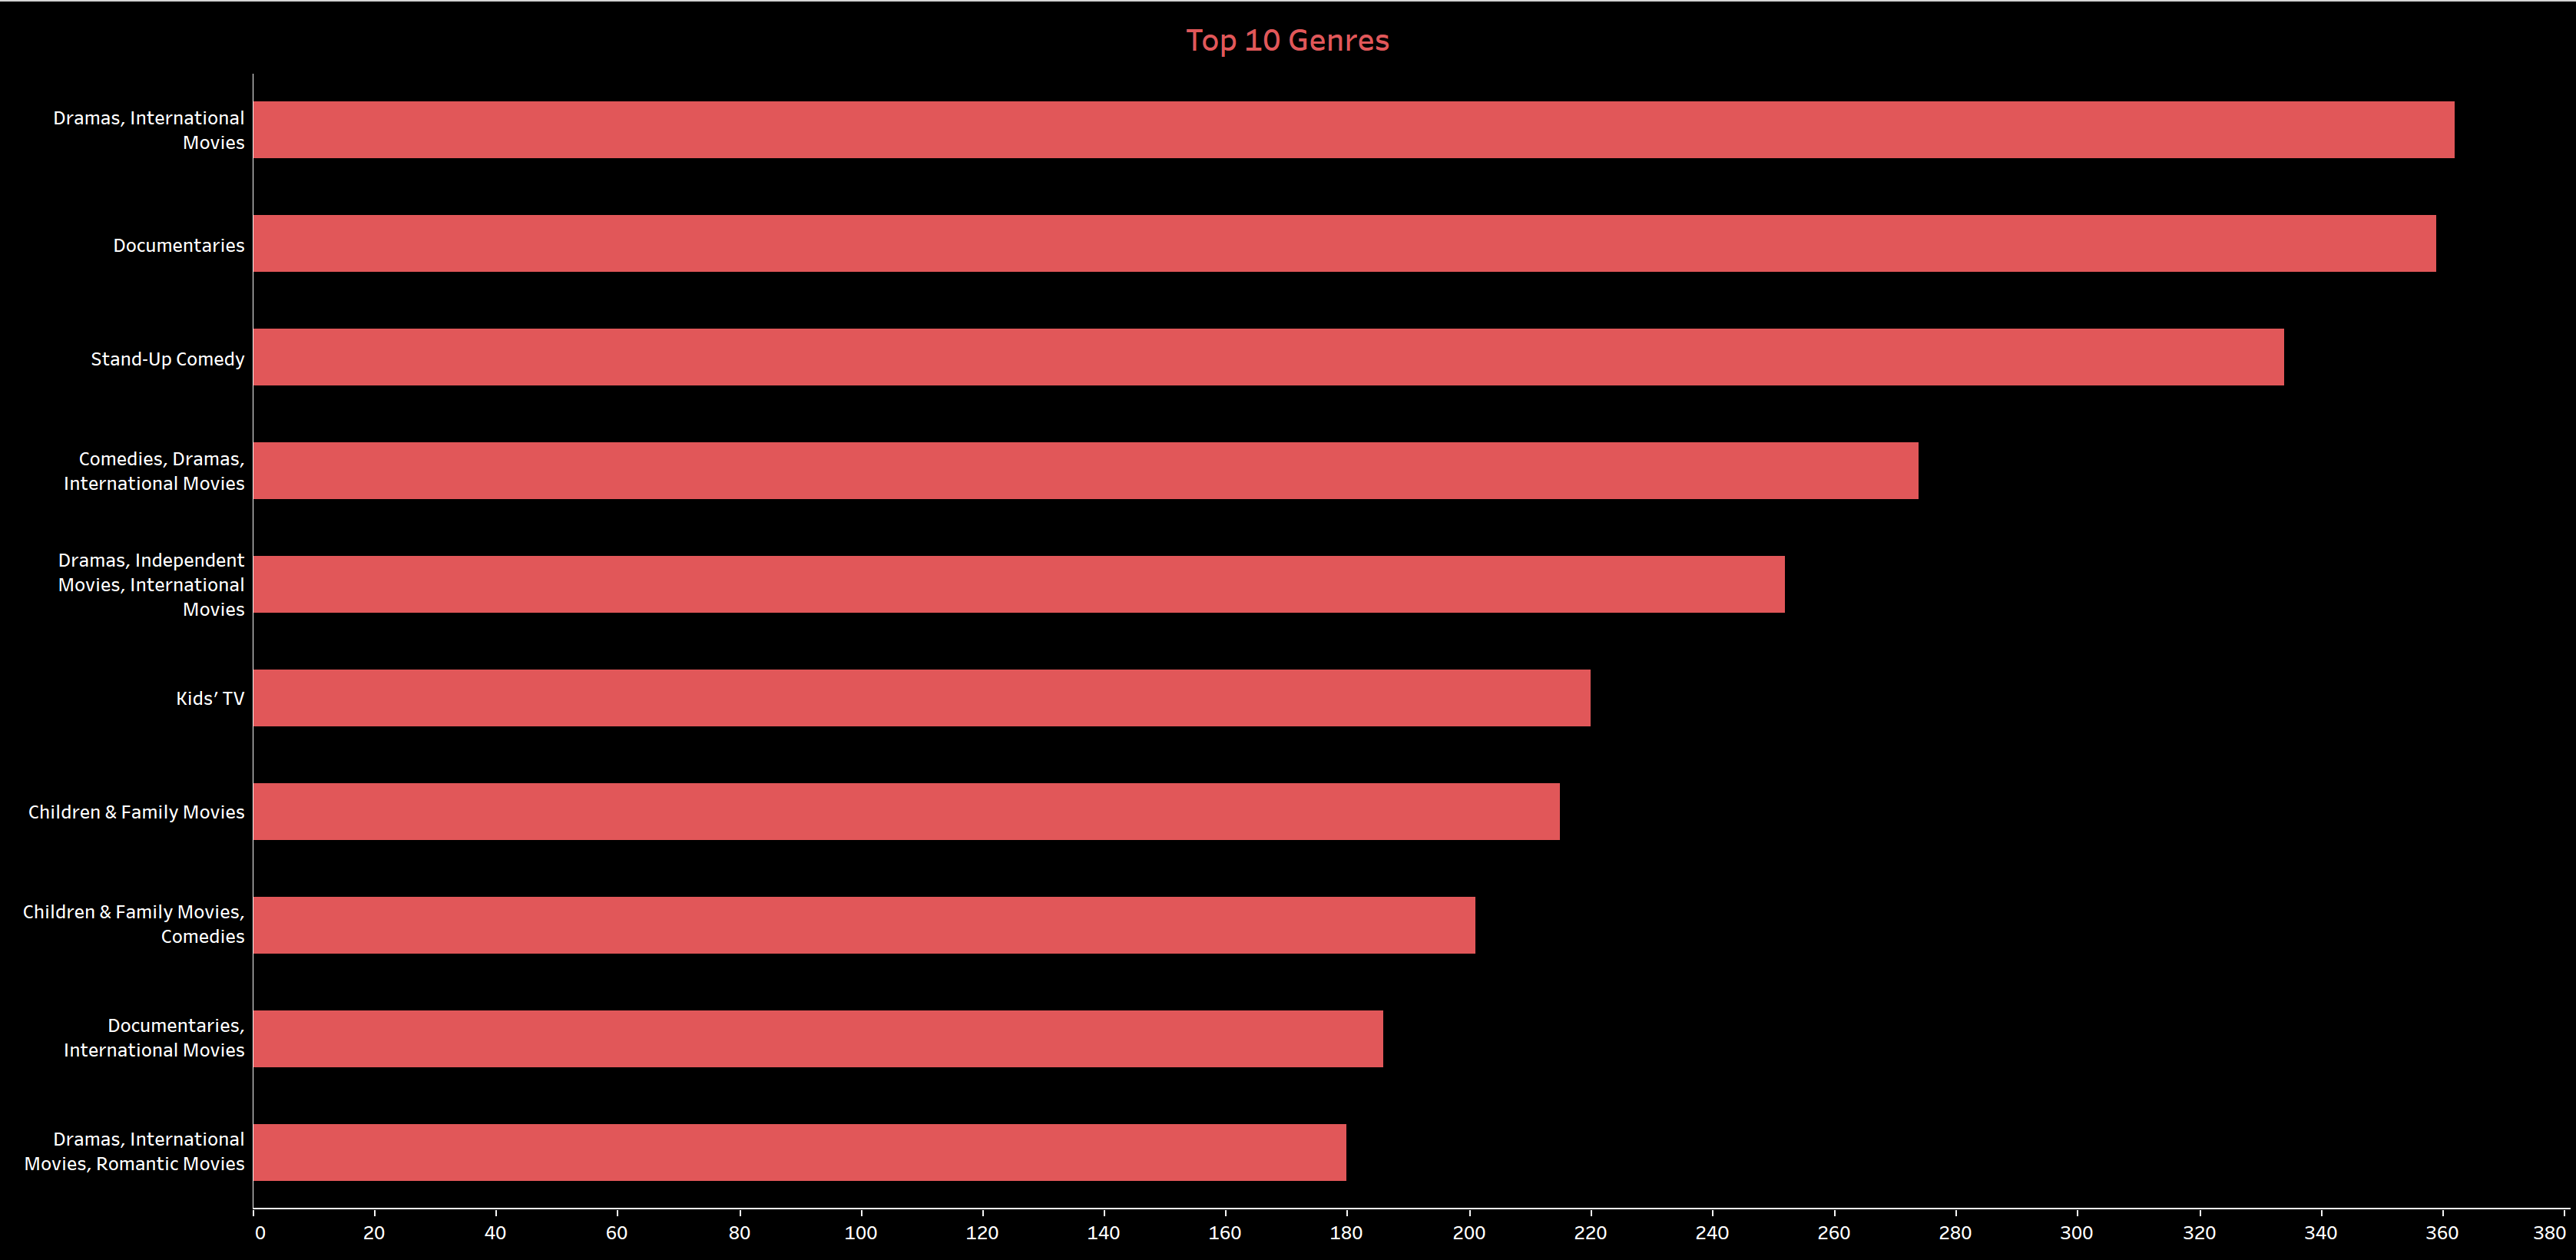 Top 10 Genres
Dramas, International
Movies
Documentaries
Stand-Up Comedy
Comedies, Dramas,
International Movies
Dramas, Independent
Movies, International
Movies
Kids’ TV
Children & Family Movies
Children & Family Movies,
Comedies
Documentaries,
International Movies
Dramas, International
Movies, Romantic Movies
0 20 40 60 80 100 120 140 160 180 200 220 240 260 280 300 320 340 360 380